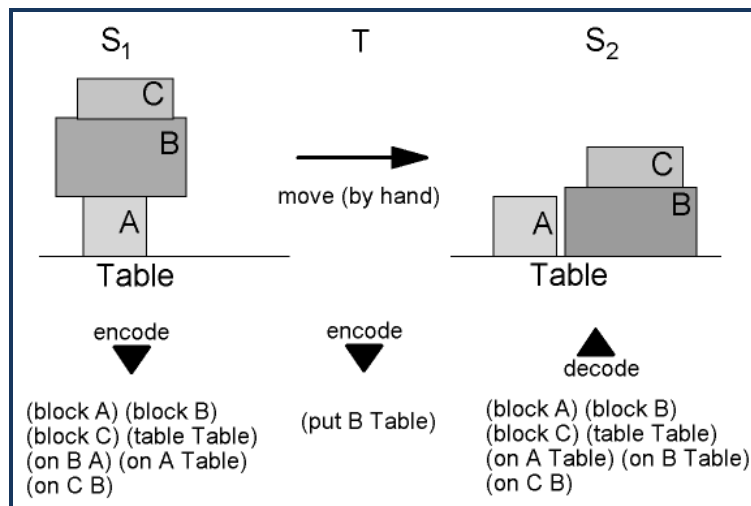 S1 T S2
C
B
A
Table
move (by hand)
C
A B
Table
encode
encode
decode
(block A) (block B)
(block C) (table Table)
(on B A) (on A Table)
(on C B)
(put B Table)
(block A) (block B)
(block C) (table Table)
(on A Table) (on B Table)
(on C B)